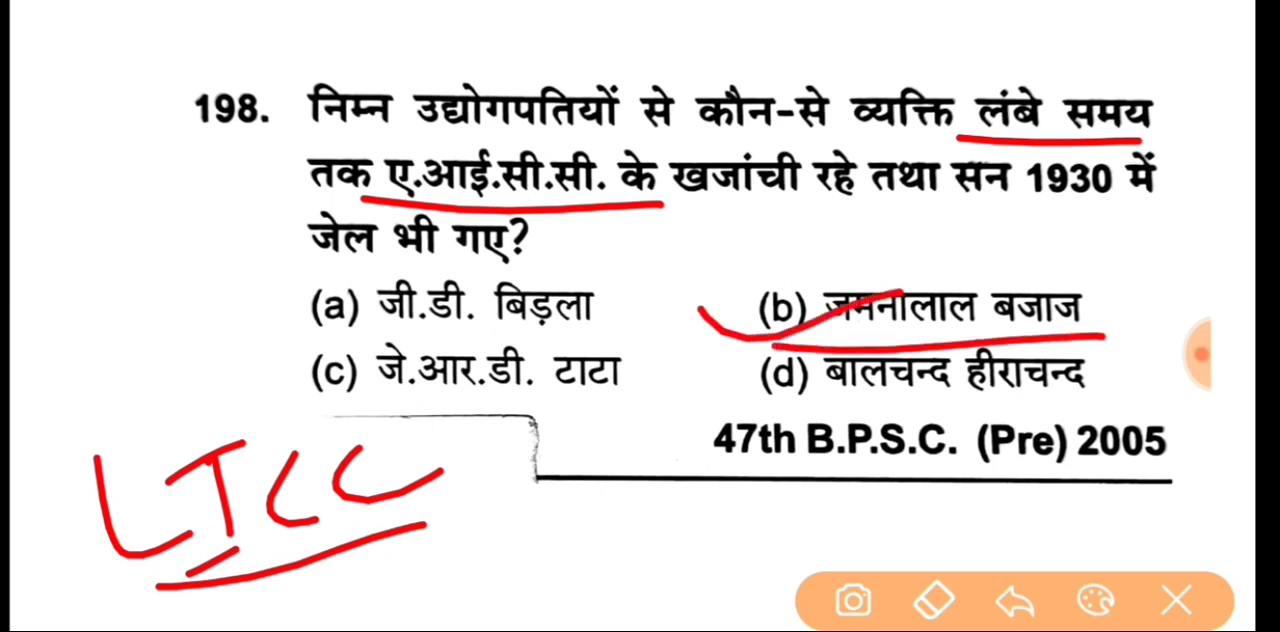 198. निम्न उद्योगपतियों से कौन-से व्यक्ति लंबे समय
तक ए.आई.सी.सी. के खजांची रहे तथा सन 1930 में
जेल भी गए?
(a) जी.डी. बिड़ला (b) जमनालाल बजाज
(c) जे.आर.डी. टाटा (d) बालचन्द हीराचन्द
47th B.P.S.C. (Pre) 2005